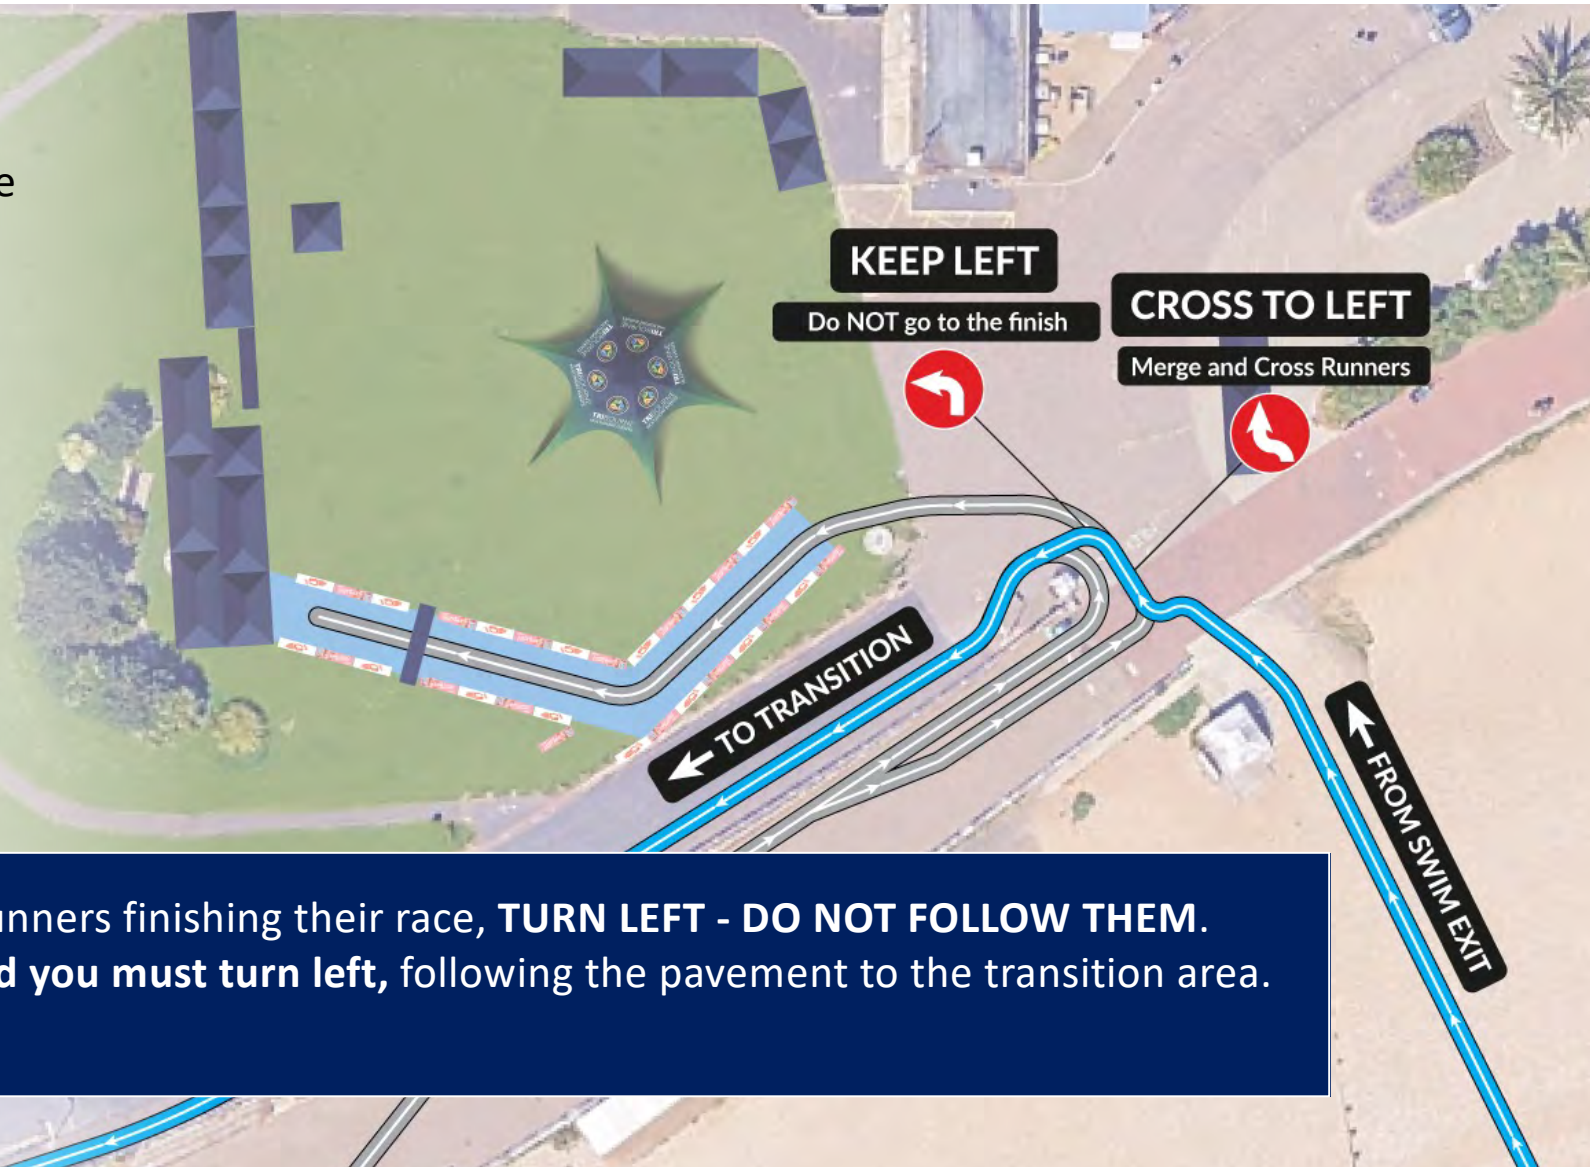 e
KEEP LEFT
Do NOT go to the finish
CROSS TO LEFT
Merge and Cross Runners
TO TRANSITION
FROM SWIM EXIT
unners finishing their race, TURN LEFT - DO NOT FOLLOW THEM.
d you must turn left, following the pavement to the transition area.